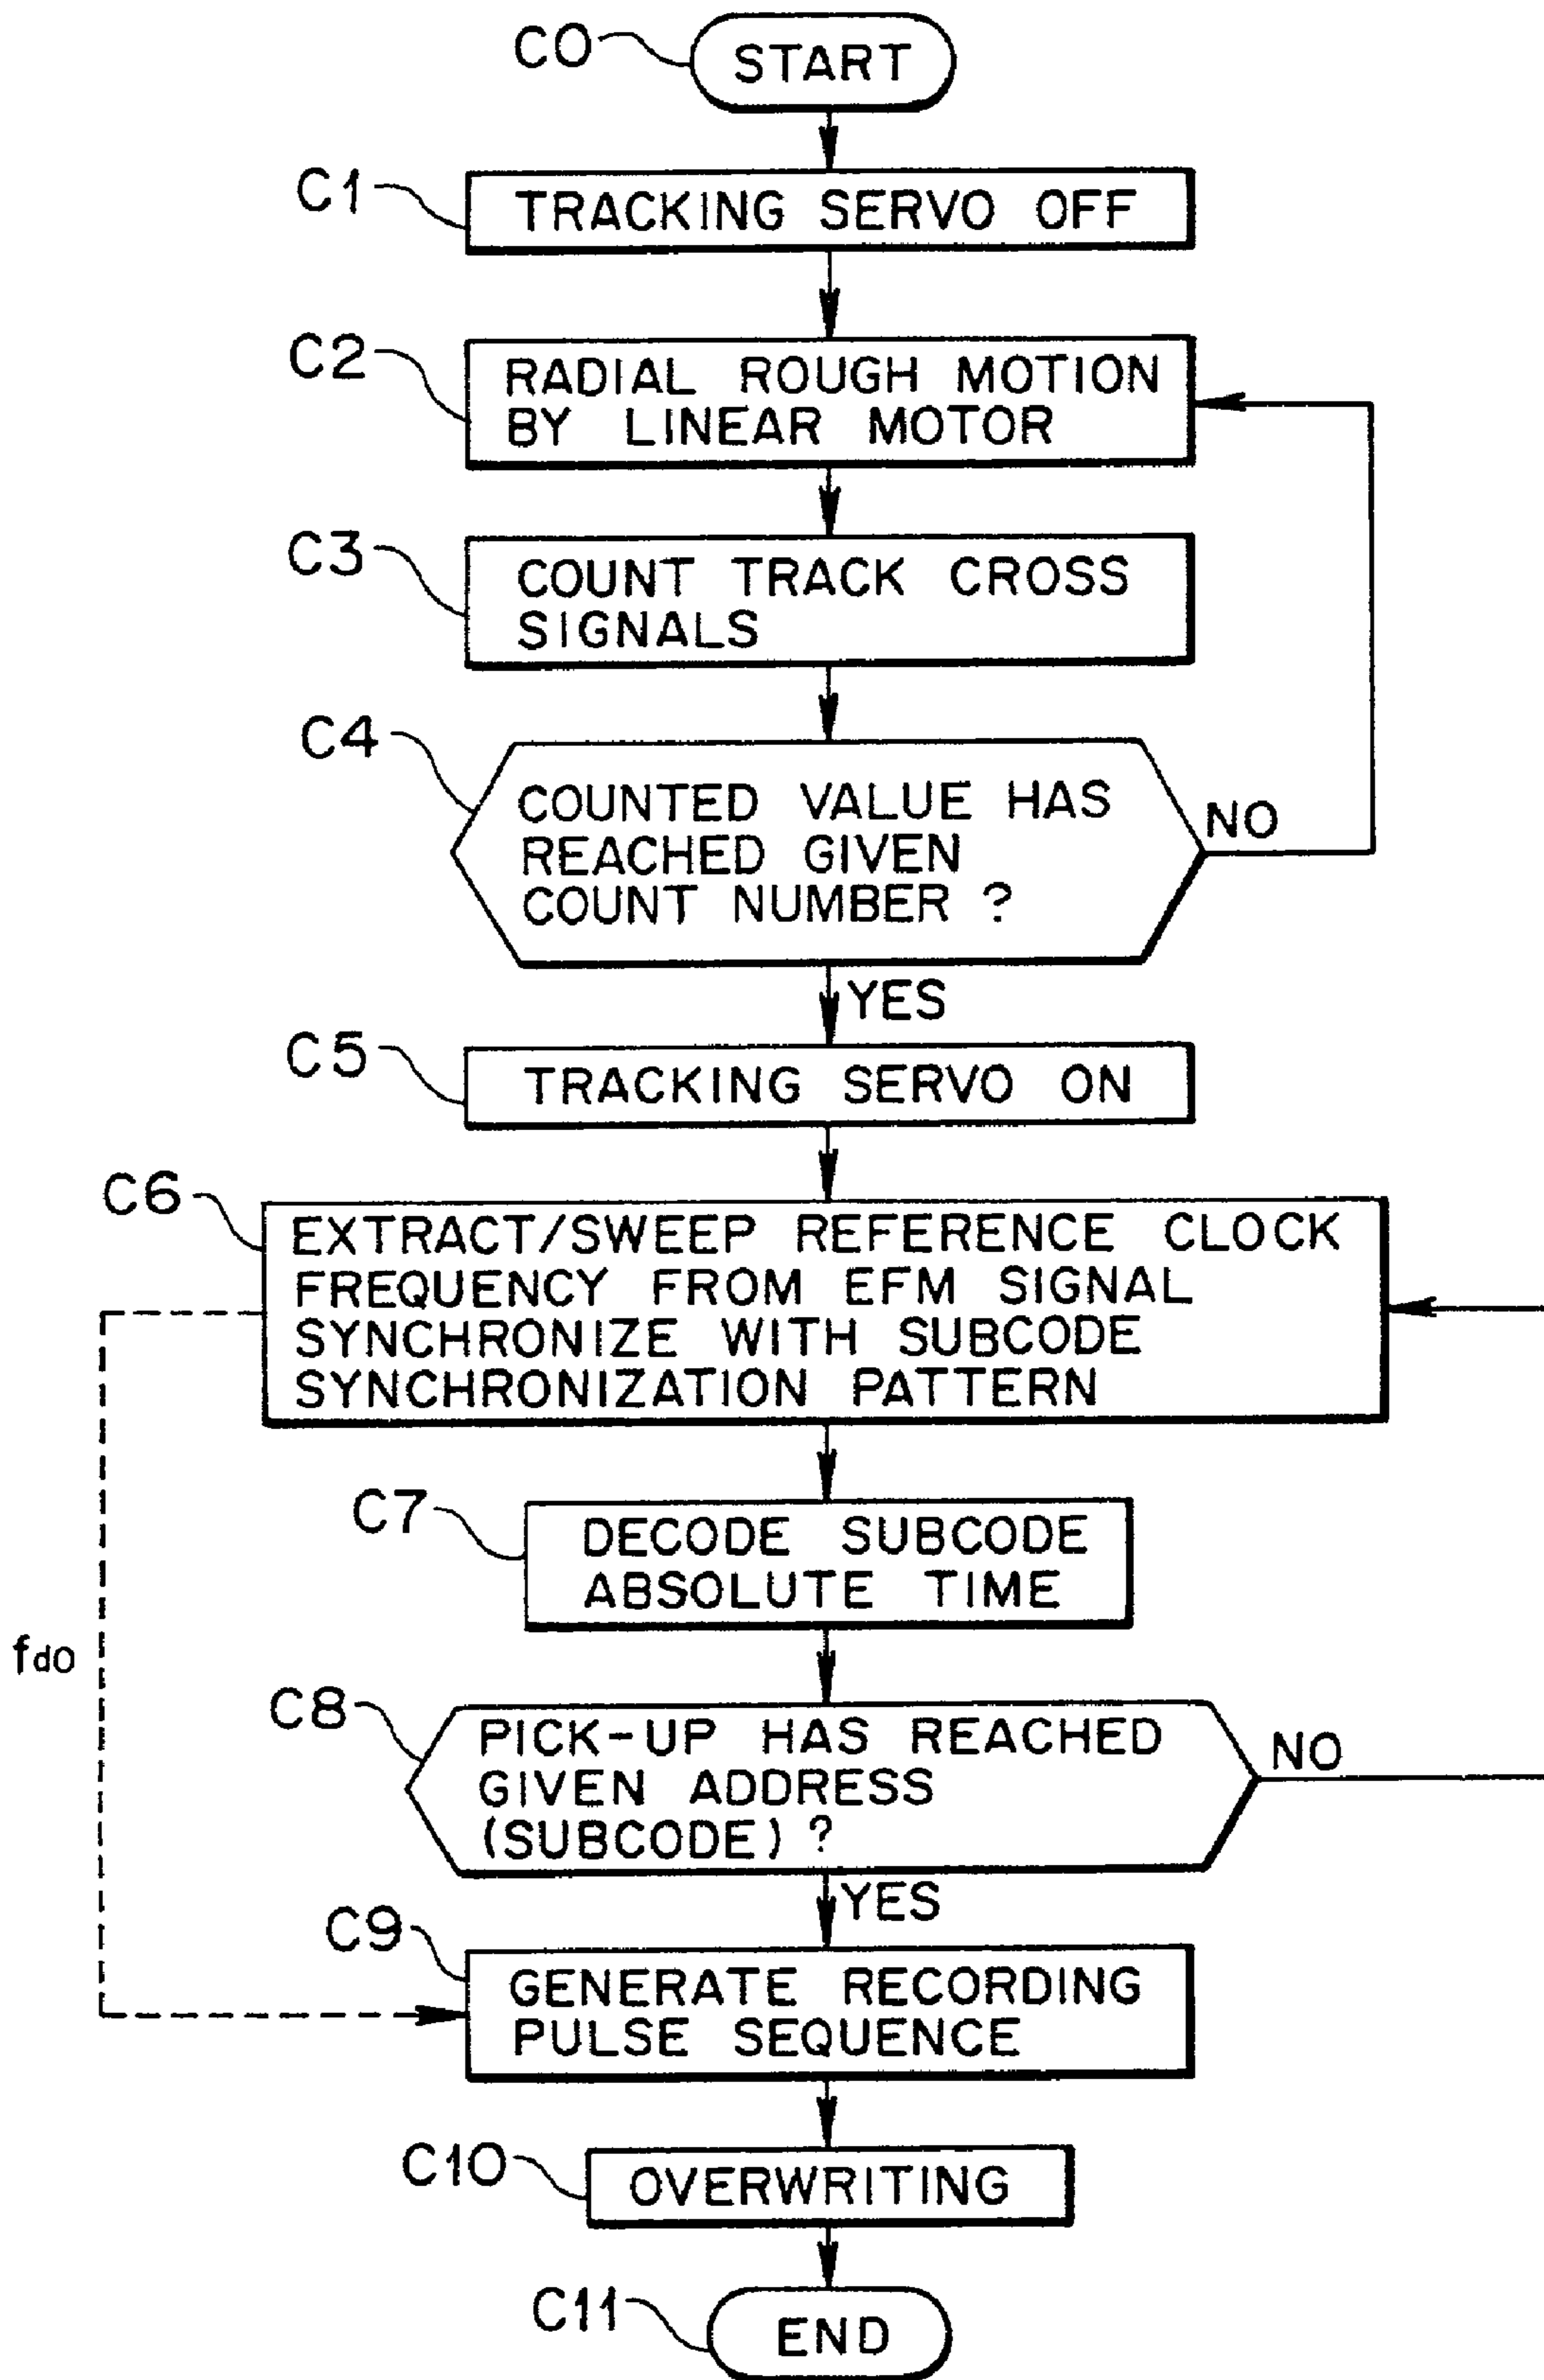 C0
START
C1
TRACKING SERVO OFF
C2
RADIAL ROUGH MOTION
BY LINEAR MOTOR
C3
COUNT TRACK CROSS
SIGNALS
C4
COUNTED VALUE HAS
REACHED GIVEN
COUNT NUMBER ?
NO
YES
C5
TRACKING SERVO ON
C6
EXTRACT/SWEEP REFERENCE CLOCK
FREQUENCY FROM EFM SIGNAL
SYNCHRONIZE WITH SUBCODE
SYNCHRONIZATION PATTERN
C7
DECODE SUBCODE
ABSOLUTE TIME
fd0
C8
PICK-UP HAS REACHED
GIVEN ADDRESS
(SUBCODE) ?
NO
YES
C9
GENERATE RECORDING
PULSE SEQUENCE
C10
OVERWRITING
C11
END